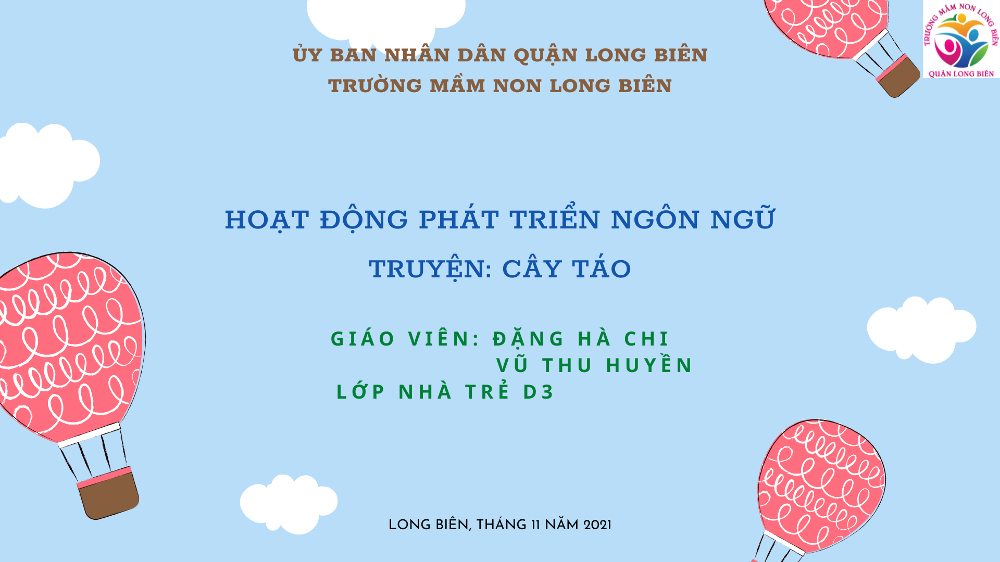 ỦY BAN NHÂN DÂN QUẬN LONG BIÊN
TRƯỜNG MẦM NON LONG BIÊN
TRƯỜNG MẦM NON LONG BIÊN
QUẬN LONG BIÊN
HOẠT ĐỘNG PHÁT TRIỂN NGÔN NGỮ
TRUYỆN: CÂY TÁO
GIÁO VIÊN: ĐẶNG HÀ CHI
VŨ THU HUYỀN
LỚP NHÀ TRẺ D3
LONG BIÊN, THÁNG 11 NĂM 2021